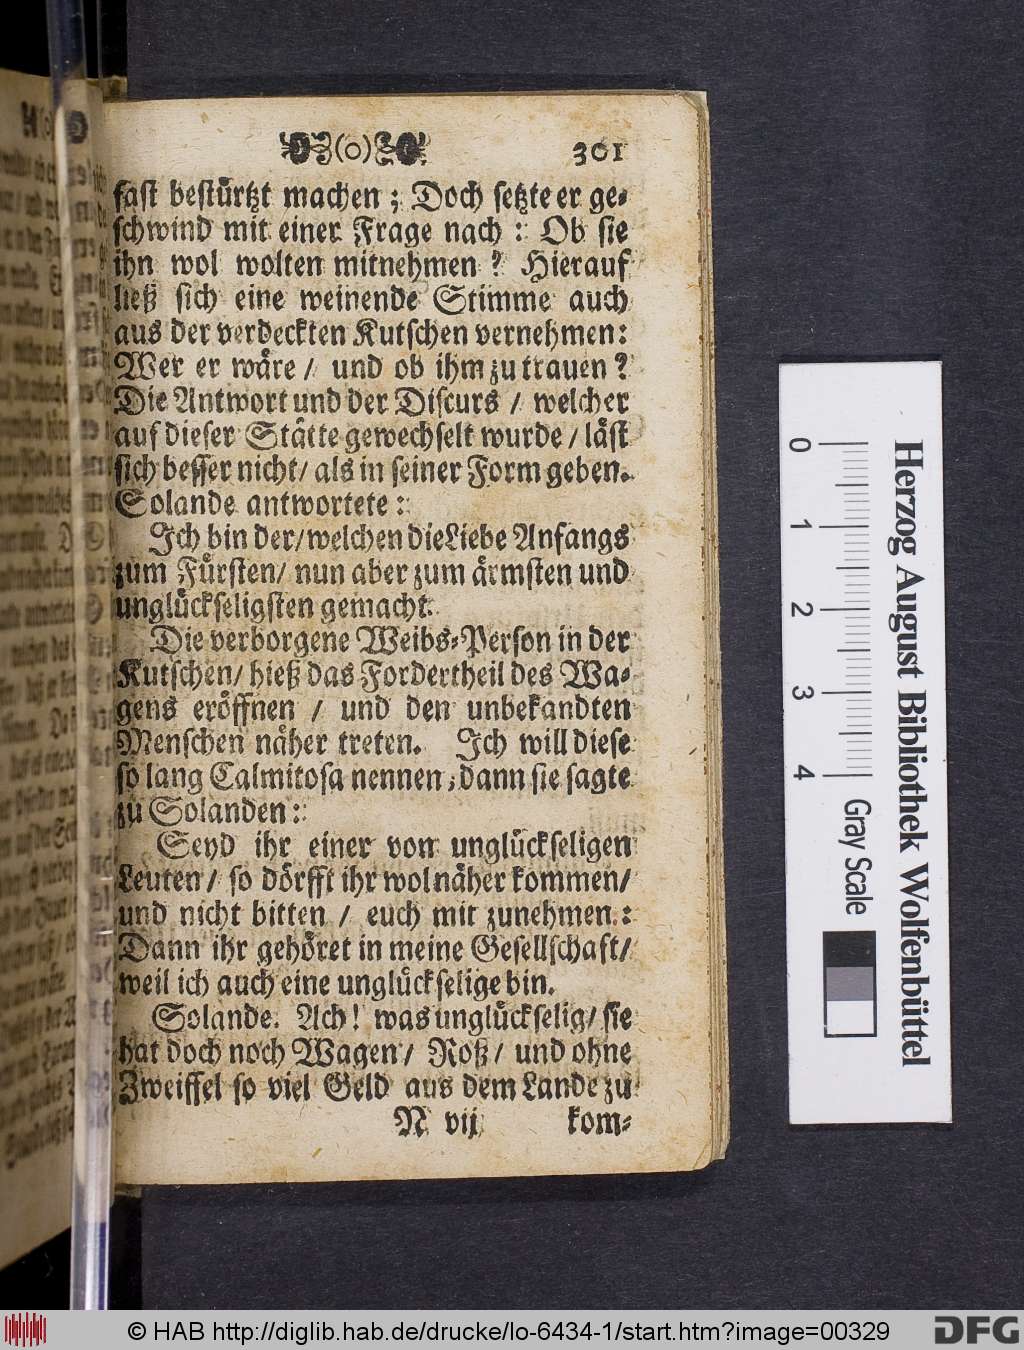 (o) 301
fast bestürtzt machen; Doch setzte er ge-
schwind mit einer Frage nach: Ob sie
ihn wol wolten mitnehmen? Hierauf
ließ sich eine weinende Stimme auch
aus der verdeckten Kutschen vernehmen:
Wer er wäre/ und ob ihm zu trauen?
Die Antwort und der Discurs/ welcher
auf dieser Stätte gewechselt wurde/ läst
sich besser nicht/ als in seiner Form geben.
Solande antwortete:
Ich bin der/ welchen die Liebe Anfangs
zum Fürsten/ nun aber zum ärmsten und
unglückseligsten gemacht.
Die verborgene Weibs-Person in der
Kutschen/ hieß das Fordertheil des Wa-
gens eröffnen/ und den unbekandten
Menschen näher treten. Ich will diese
so lang Calmitosa nennen, dann sie sagte
zu Solanden:
Seyd ihr einer von unglückseligen
Leuten/ so dörfft ihr wol näher kommen/
und nicht bitten/ euch mit zunehmen:
Dann ihr gehöret in meine Gesellschaft/
weil ich auch eine unglückselige bin.
Solande. Ach! was unglückselig/ sie
hat doch noch Wagen/ Roß/ und ohne
Zweiffel so viel Geld aus dem Lande zu
N vij kom-
0 1 2 3 4 Gray Scale
Herzog August Bibliothek Wolfenbüttel
© HAB http://diglib.hab.de/drucke/lo-6434-1/start.htm?image=00329 DFG